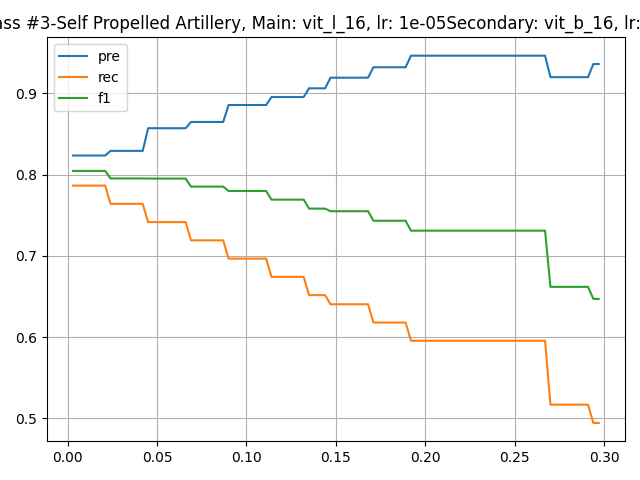 ass #3-Self Propelled Artillery, Main: vit_l_16, lr: 1e-05Secondary: vit_b_16, lr:
pre
rec
f1
0.9
0.8
0.7
0.6
0.5
0.00 0.05 0.10 0.15 0.20 0.25 0.30